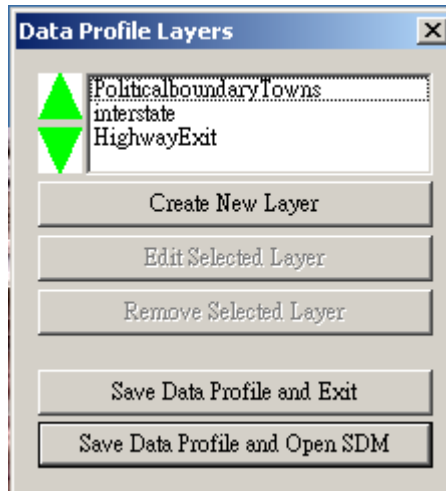 Data Profile Layers
PoliticalboundaryTowns
interstate
HighwayExit
Create New Layer
Edit Selected Layer
Remove Selected Layer
Save Data Profile and Exit
Save Data Profile and Open SDM